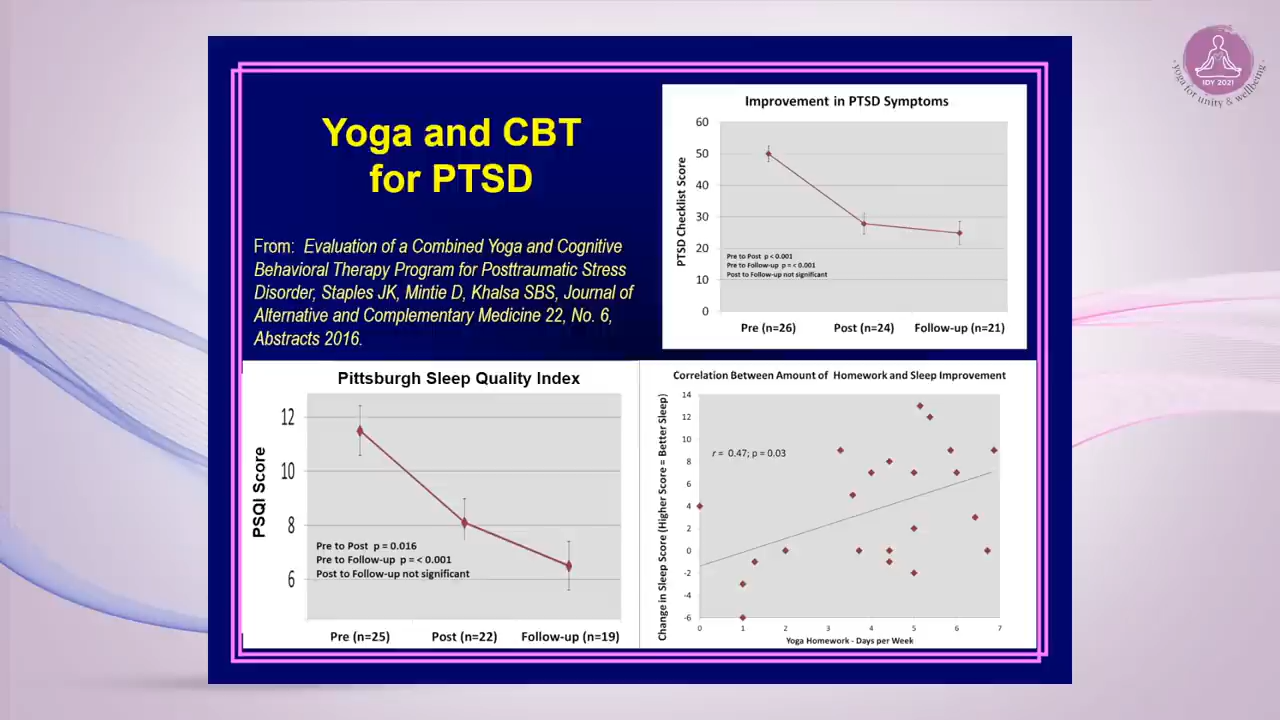 Yoga and CBT
for PTSD
From: Evaluation of a Combined Yoga and Cognitive
Behavioral Therapy Program for Posttraumatic Stress
Disorder, Staples JK, Mintie D, Khalsa SBS, Journal of
Alternative and Complementary Medicine 22, No. 6,
Abstracts 2016.
Improvement in PTSD Symptoms
PTSD Checklist Score
60
50
40
30
20
10
0
Pre to Post p < 0.001
Pre to Follow-up p = < 0.001
Post to Follow-up not significant
Pre (n=26) Post (n=24) Follow-up (n=21)
Pittsburgh Sleep Quality Index
PSQI Score
12
10
8
6
Pre to Post p = 0.016
Pre to Follow-up p = < 0.001
Post to Follow-up not significant
Pre (n=25) Post (n=22) Follow-up (n=19)
Correlation Between Amount of Homework and Sleep Improvement
Change in Sleep Score (Higher Score = Better Sleep)
14
12
10
8
6
4
2
0
-2
-4
-6
r = 0.47; p = 0.03
0 1 2 3 4 5 6 7
Yoga Homework - Days per Week
IDY 2021
· yoga for unity & wellbeing ·